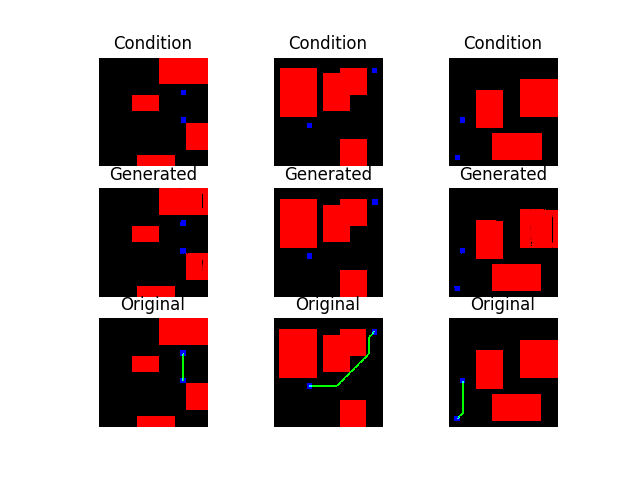 Condition Condition Condition
Generated Generated Generated
Original Original Original